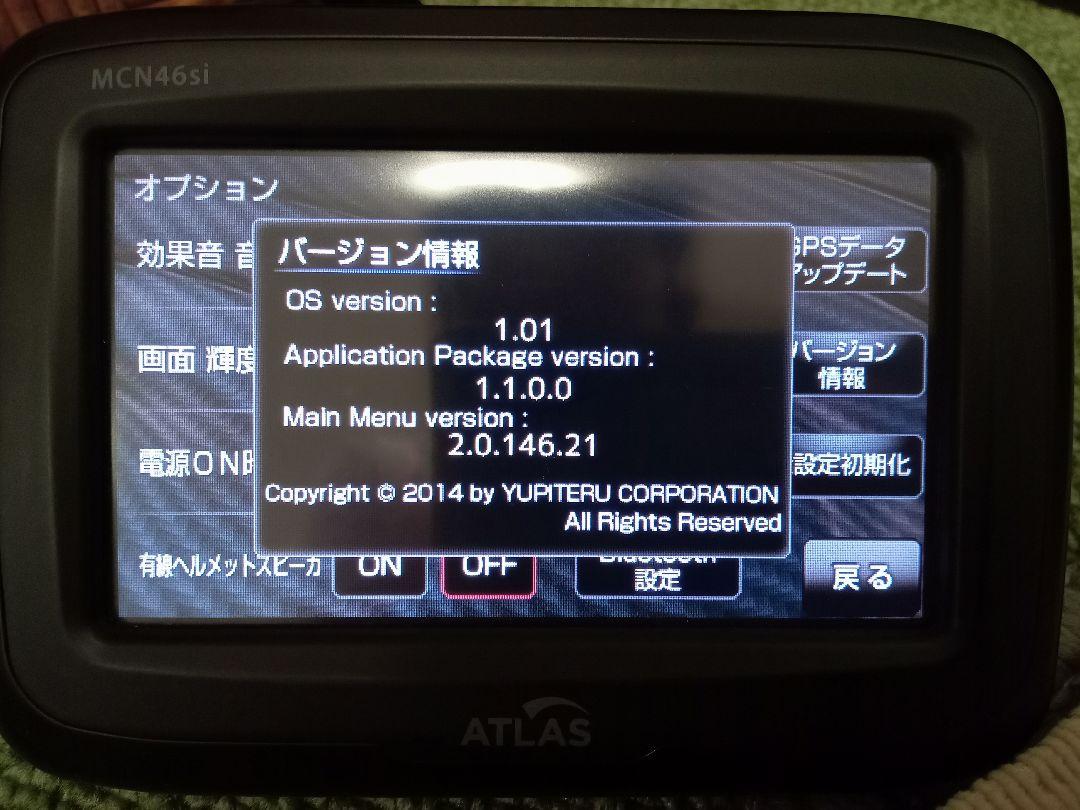 MCN46si
オプション
効果音 音
バージョン情報
GPSデータ
アップデート
OS version :
1.01
Application Package version :
1.1.0.0
画面 輝度
バージョン
情報
Main Menu version :
2.0.146.21
電源ON時
設定初期化
Copyright © 2014 by YUPITERU CORPORATION
All Rights Reserved
有線ヘルメットスピーカ
ON
OFF
Bluetooth
設定
戻る
ATLAS